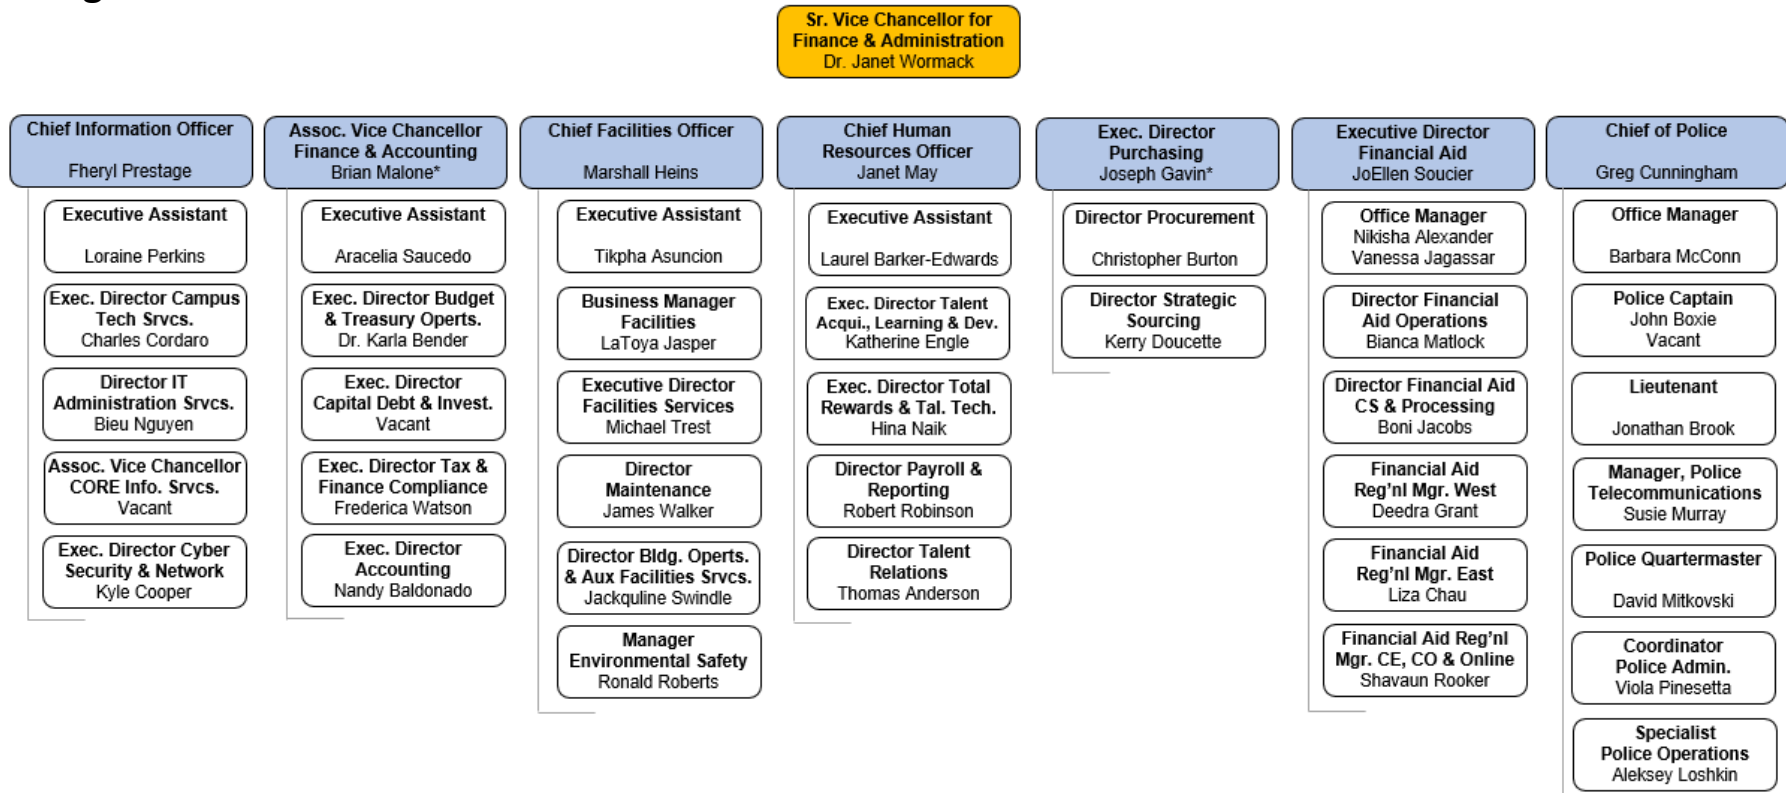 Sr. Vice Chancellor for
Finance & Administration
Dr. Janet Wormack
Chief Information Officer
Fheryl Prestage
Executive Assistant
Loraine Perkins
Exec. Director Campus
Tech Srvcs.
Charles Cordaro
Director IT
Administration Srvcs.
Bieu Nguyen
Assoc. Vice Chancellor
CORE Info. Srvcs.
Vacant
Exec. Director Cyber
Security & Network
Kyle Cooper
Assoc. Vice Chancellor
Finance & Accounting
Brian Malone*
Executive Assistant
Aracelia Saucedo
Exec. Director Budget
& Treasury Operts.
Dr. Karla Bender
Exec. Director
Capital Debt & Invest.
Vacant
Exec. Director Tax &
Finance Compliance
Frederica Watson
Exec. Director
Accounting
Nandy Baldonado
Chief Facilities Officer
Marshall Heins
Executive Assistant
Tikpha Asuncion
Business Manager
Facilities
LaToya Jasper
Executive Director
Facilities Services
Michael Trest
Director
Maintenance
James Walker
Director Bldg. Operts.
& Aux Facilities Srvcs.
Jackquline Swindle
Manager
Environmental Safety
Ronald Roberts
Chief Human
Resources Officer
Janet May
Executive Assistant
Laurel Barker-Edwards
Exec. Director Talent
Acqui., Learning & Dev.
Katherine Engle
Exec. Director Total
Rewards & Tal. Tech.
Hina Naik
Director Payroll &
Reporting
Robert Robinson
Director Talent
Relations
Thomas Anderson
Exec. Director
Purchasing
Joseph Gavin*
Director Procurement
Christopher Burton
Director Strategic
Sourcing
Kerry Doucette
Executive Director
Financial Aid
JoEllen Soucier
Office Manager
Nikisha Alexander
Vanessa Jagassar
Director Financial
Aid Operations
Bianca Matlock
Director Financial Aid
CS & Processing
Boni Jacobs
Financial Aid
Reg’nl Mgr. West
Deedra Grant
Financial Aid
Reg’nl Mgr. East
Liza Chau
Financial Aid Reg’nl
Mgr. CE, CO & Online
Shavaun Rooker
Chief of Police
Greg Cunningham
Office Manager
Barbara McConn
Police Captain
John Boxie
Vacant
Lieutenant
Jonathan Brook
Manager, Police
Telecommunications
Susie Murray
Police Quartermaster
David Mitkovski
Coordinator
Police Admin.
Viola Pinesetta
Specialist
Police Operations
Aleksey Loshkin